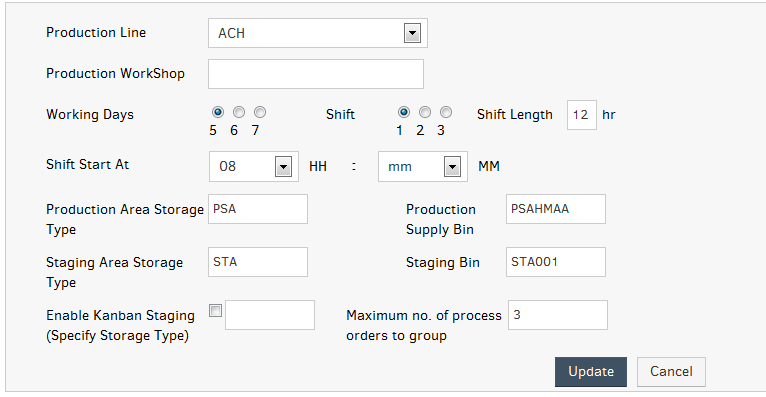 Production Line ACH
Production WorkShop
Working Days 5 6 7 Shift 1 2 3 Shift Length 12 hr
Shift Start At 08 HH : mm MM
Production Area Storage Type PSA Production Supply Bin PSAHMAA
Staging Area Storage Type STA Staging Bin STA001
Enable Kanban Staging (Specify Storage Type) Maximum no. of process orders to group 3
Update Cancel